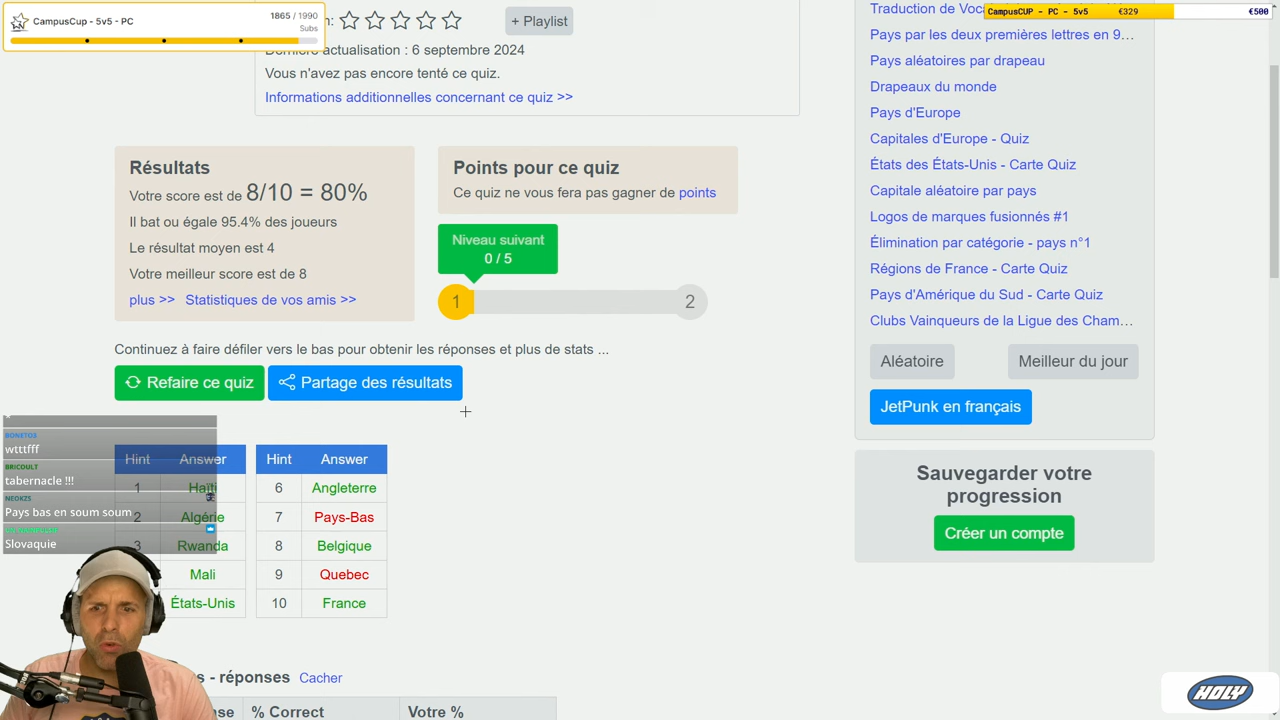 CampusCup - 5v5 - PC
1865 / 1990
Subs
n:
+ Playlist
Dernière actualisation : 6 septembre 2024
Vous n'avez pas encore tenté ce quiz.
Informations additionnelles concernant ce quiz >>
Résultats
Votre score est de 8/10 = 80%
Il bat ou égale 95.4% des joueurs
Le résultat moyen est 4
Votre meilleur score est de 8
plus >> Statistiques de vos amis >>
Points pour ce quiz
Ce quiz ne vous fera pas gagner de points
Niveau suivant
0 / 5
1
2
Continuez à faire défiler vers le bas pour obtenir les réponses et plus de stats ...
Refaire ce quiz
Partage des résultats
BONETOS
wtttfff
BRICOULT
tabernacle !!!
NEOKZS
Pays bas en soum soum
Slovaquie
Hint Answer Hint Answer
1 Haïti 6 Angleterre
2 Algérie 7 Pays-Bas
3 Rwanda 8 Belgique
Mali 9 Quebec
États-Unis 10 France
s - réponses Cacher
nse % Correct Votre %
CampusCUP - PC - 5v5 €329 €500
Traduction de Voca
Pays par les deux premières lettres en 9…
Pays aléatoires par drapeau
Drapeaux du monde
Pays d'Europe
Capitales d'Europe - Quiz
États des États-Unis - Carte Quiz
Capitale aléatoire par pays
Logos de marques fusionnés #1
Élimination par catégorie - pays n°1
Régions de France - Carte Quiz
Pays d'Amérique du Sud - Carte Quiz
Clubs Vainqueurs de la Ligue des Cham…
Aléatoire
Meilleur du jour
JetPunk en français
Sauvegarder votre
progression
Créer un compte
HOLY